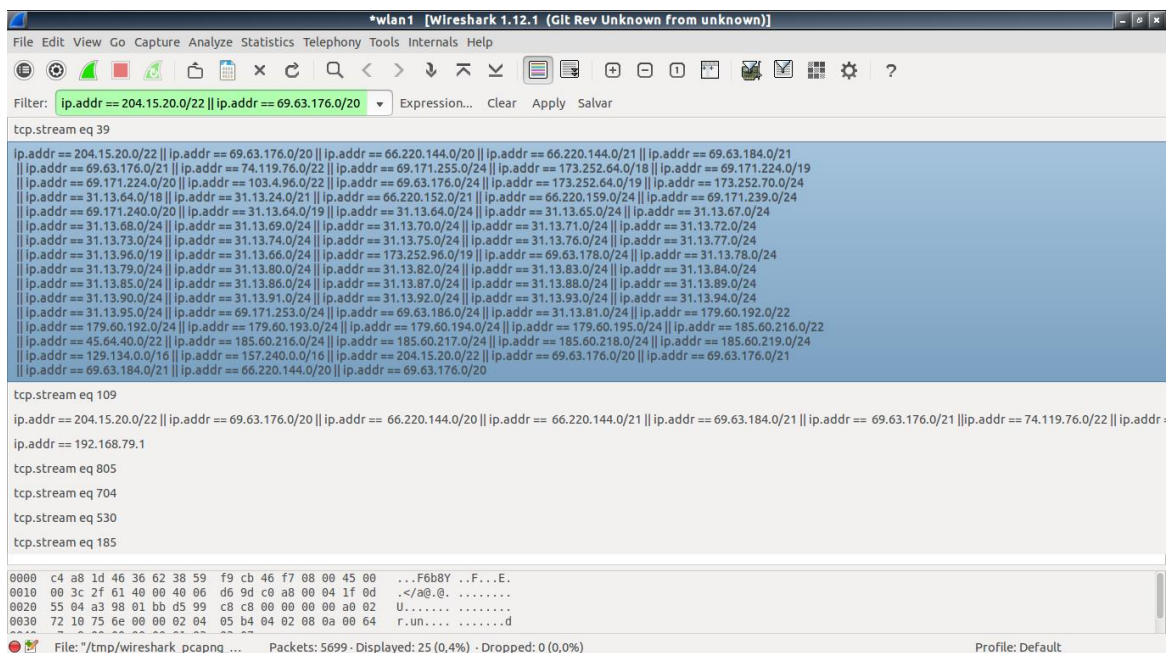 *wlan1 [Wireshark 1.12.1 (Git Rev Unknown from unknown)]
File Edit View Go Capture Analyze Statistics Telephony Tools Internals Help
Filter: ip.addr == 204.15.20.0/22 || ip.addr == 69.63.176.0/20 Expression... Clear Apply Salvar
tcp.stream eq 39
ip.addr == 204.15.20.0/22 || ip.addr == 69.63.176.0/20 || ip.addr == 66.220.144.0/20 || ip.addr == 66.220.144.0/21 || ip.addr == 69.63.184.0/21
|| ip.addr == 69.63.176.0/21 || ip.addr == 74.119.76.0/22 || ip.addr == 69.171.255.0/24 || ip.addr == 173.252.64.0/18 || ip.addr == 69.171.224.0/19
|| ip.addr == 69.171.224.0/20 || ip.addr == 103.4.96.0/22 || ip.addr == 69.63.176.0/24 || ip.addr == 173.252.64.0/19 || ip.addr == 173.252.70.0/24
|| ip.addr == 31.13.64.0/18 || ip.addr == 31.13.24.0/21 || ip.addr == 66.220.152.0/21 || ip.addr == 66.220.159.0/24 || ip.addr == 69.171.239.0/24
|| ip.addr == 69.171.240.0/20 || ip.addr == 31.13.64.0/19 || ip.addr == 31.13.64.0/24 || ip.addr == 31.13.65.0/24 || ip.addr == 31.13.67.0/24
|| ip.addr == 31.13.68.0/24 || ip.addr == 31.13.69.0/24 || ip.addr == 31.13.70.0/24 || ip.addr == 31.13.71.0/24 || ip.addr == 31.13.72.0/24
|| ip.addr == 31.13.73.0/24 || ip.addr == 31.13.74.0/24 || ip.addr == 31.13.75.0/24 || ip.addr == 31.13.76.0/24 || ip.addr == 31.13.77.0/24
|| ip.addr == 31.13.96.0/19 || ip.addr == 31.13.66.0/24 || ip.addr == 173.252.96.0/19 || ip.addr == 69.63.178.0/24 || ip.addr == 31.13.78.0/24
|| ip.addr == 31.13.79.0/24 || ip.addr == 31.13.80.0/24 || ip.addr == 31.13.82.0/24 || ip.addr == 31.13.83.0/24 || ip.addr == 31.13.84.0/24
|| ip.addr == 31.13.85.0/24 || ip.addr == 31.13.86.0/24 || ip.addr == 31.13.87.0/24 || ip.addr == 31.13.88.0/24 || ip.addr == 31.13.89.0/24
|| ip.addr == 31.13.90.0/24 || ip.addr == 31.13.91.0/24 || ip.addr == 31.13.92.0/24 || ip.addr == 31.13.93.0/24 || ip.addr == 31.13.94.0/24
|| ip.addr == 31.13.95.0/24 || ip.addr == 69.171.253.0/24 || ip.addr == 69.63.186.0/24 || ip.addr == 31.13.81.0/24 || ip.addr == 179.60.192.0/22
|| ip.addr == 179.60.192.0/24 || ip.addr == 179.60.193.0/24 || ip.addr == 179.60.194.0/24 || ip.addr == 179.60.195.0/24 || ip.addr == 185.60.216.0/22
|| ip.addr == 45.64.40.0/22 || ip.addr == 185.60.216.0/24 || ip.addr == 185.60.217.0/24 || ip.addr == 185.60.218.0/24 || ip.addr == 185.60.219.0/24
|| ip.addr == 129.134.0.0/16 || ip.addr == 157.240.0.0/16 || ip.addr == 204.15.20.0/22 || ip.addr == 69.63.176.0/20 || ip.addr == 69.63.176.0/21
|| ip.addr == 69.63.184.0/21 || ip.addr == 66.220.144.0/20 || ip.addr == 69.63.176.0/20
tcp.stream eq 109
ip.addr == 204.15.20.0/22 || ip.addr == 69.63.176.0/20 || ip.addr == 66.220.144.0/20 || ip.addr == 66.220.144.0/21 || ip.addr == 69.63.184.0/21 || ip.addr == 69.63.176.0/21 ||ip.addr == 74.119.76.0/22 || ip.addr =
ip.addr == 192.168.79.1
tcp.stream eq 805
tcp.stream eq 704
tcp.stream eq 530
tcp.stream eq 185
0000 c4 a8 1d 46 36 62 38 59 f9 cb 46 f7 08 00 45 00 ...F6b8Y ..F...E.
0010 00 3c 2f 61 40 00 40 06 d6 9d c0 a8 00 04 1f 0d .</a@.@. ........
0020 55 04 a3 98 01 bb d5 99 c8 c8 00 00 00 00 a0 02 U....... ........
0030 72 10 75 6e 00 00 02 04 05 b4 04 02 08 0a 00 64 r.un.... .......d
File: "/tmp/wireshark_pcapng_... Packets: 5699 · Displayed: 25 (0,4%) · Dropped: 0 (0,0%) Profile: Default